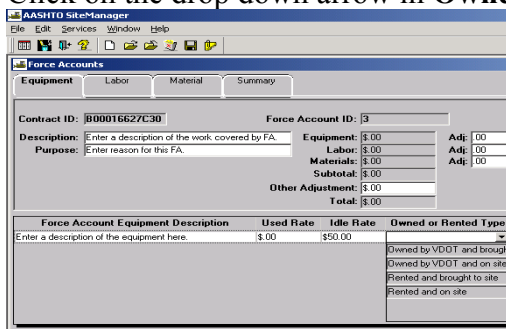 Click on the drop down arrow in Owne
AASHTO SiteManager
File Edit Services Window Help
Force Accounts
Equipment Labor Material Summary
Contract ID: B00016627C30 Force Account ID: 3
Description: Enter a description of the work covered by FA. Equipment: $.00 Adj: .00
Purpose: Enter reason for this FA. Labor: $.00 Adj: .00
Materials: $.00 Adj: .00
Subtotal: $.00
Other Adjustment: $.00
Total: $.00
Force Account Equipment Description Used Rate Idle Rate Owned or Rented Type
Enter a description of the equipment here. $.00 $50.00
Owned by VDOT and brough
Owned by VDOT and on site
Rented and brought to site
Rented and on site